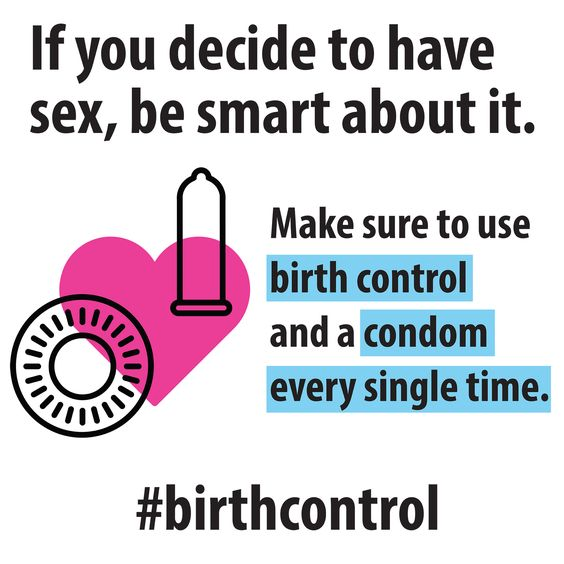 If you decide to have
sex, be smart about it.
Make sure to use
birth control
and a condom
every single time.
#birthcontrol